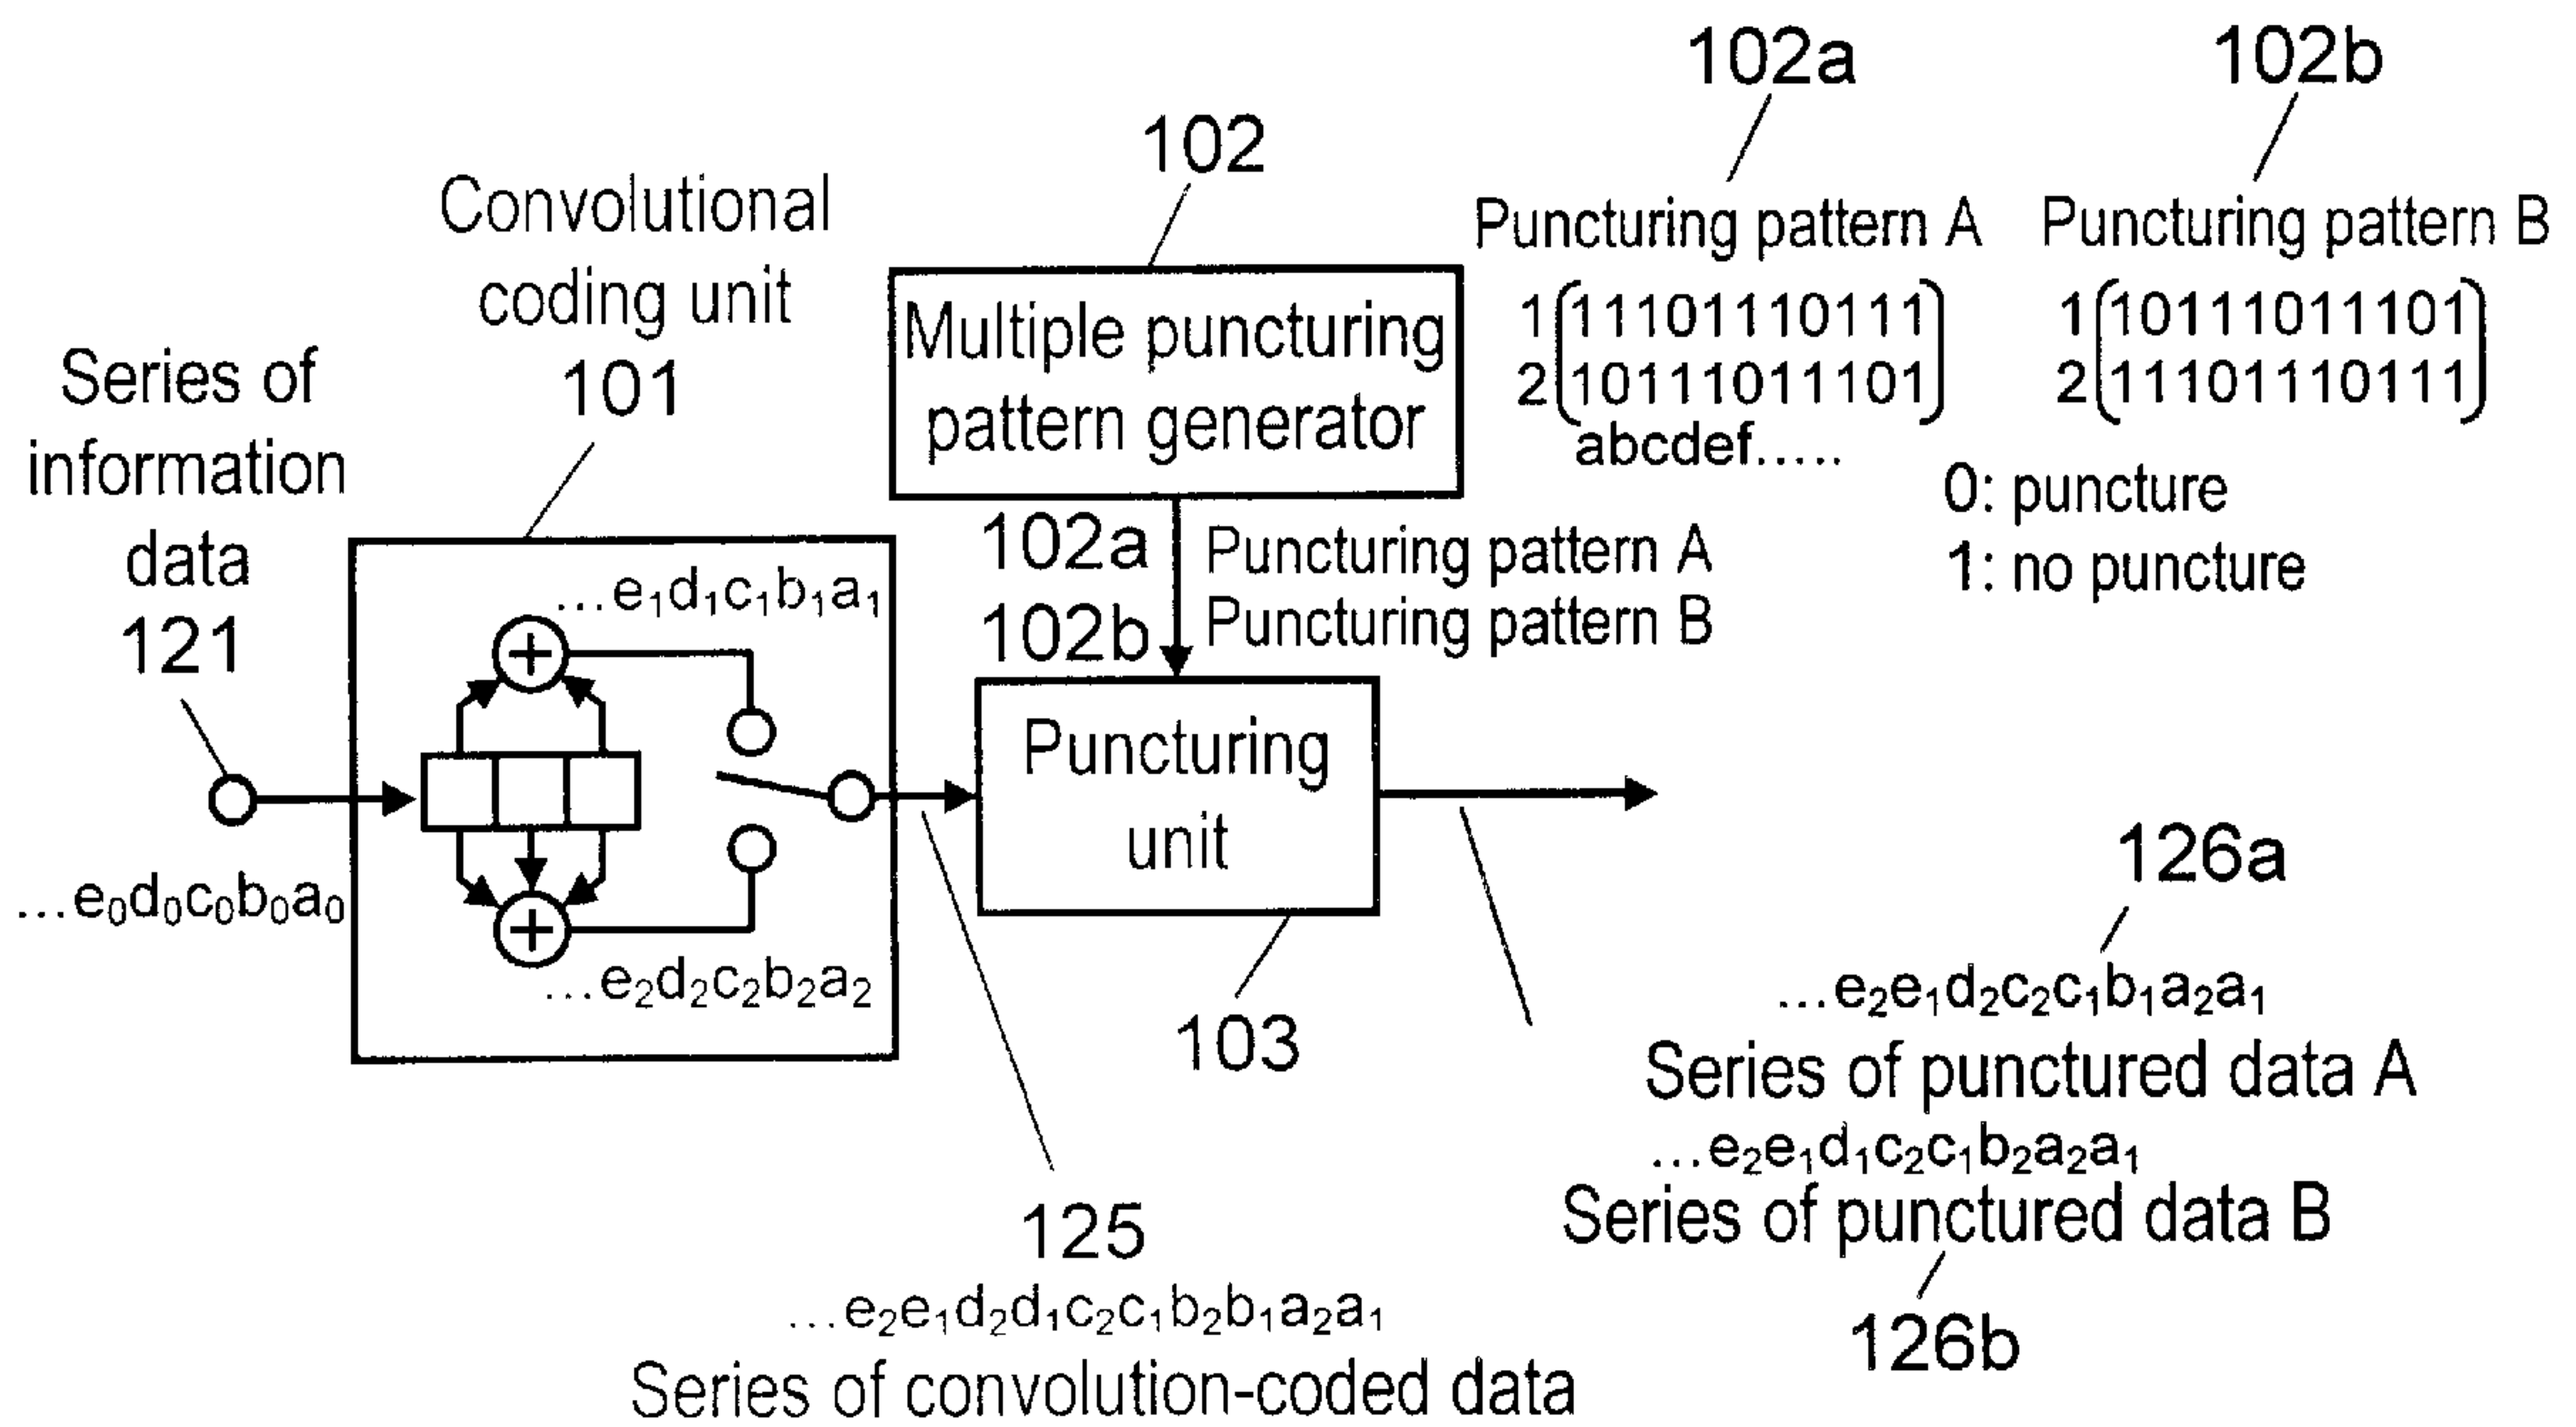 102a
102b
102
Convolutional
coding unit
101
Puncturing pattern A
Puncturing pattern B
1(11101110111)
2(10111011101)
abcdef.....
1(10111011101)
2(11101110111)
0: puncture
1: no puncture
Multiple puncturing
pattern generator
Series of
information
data
121
102a Puncturing pattern A
102b Puncturing pattern B
...e₁d₁c₁b₁a₁
+
...e₀d₀c₀b₀a₀
+
...e₂d₂c₂b₂a₂
Puncturing
unit
103
126a
...e₂e₁d₂c₂c₁b₁a₂a₁
Series of punctured data A
...e₂e₁d₁c₂c₁b₂a₂a₁
Series of punctured data B
126b
125
...e₂e₁d₂d₁c₂c₁b₂b₁a₂a₁
Series of convolution-coded data